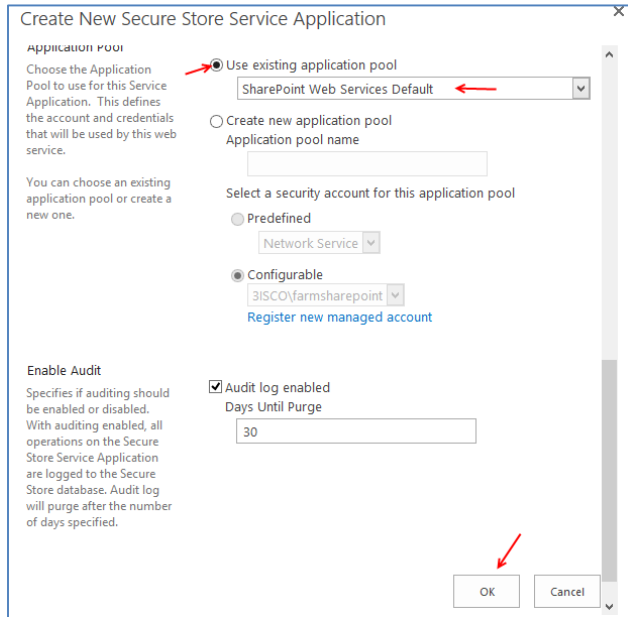 Create New Secure Store Service Application
Application Pool
Choose the Application
Pool to use for this Service
Application. This defines
the account and credentials
that will be used by this web
service.
You can choose an existing
application pool or create a
new one.
Use existing application pool
SharePoint Web Services Default
Create new application pool
Application pool name
Select a security account for this application pool
Predefined
Network Service
Configurable
3ISCO\farmsharepoint
Register new managed account
Enable Audit
Specifies if auditing should
be enabled or disabled.
With auditing enabled, all
operations on the Secure
Store Service Application
are logged to the Secure
Store database. Audit log
will purge after the number
of days specified.
Audit log enabled
Days Until Purge
30
OK
Cancel